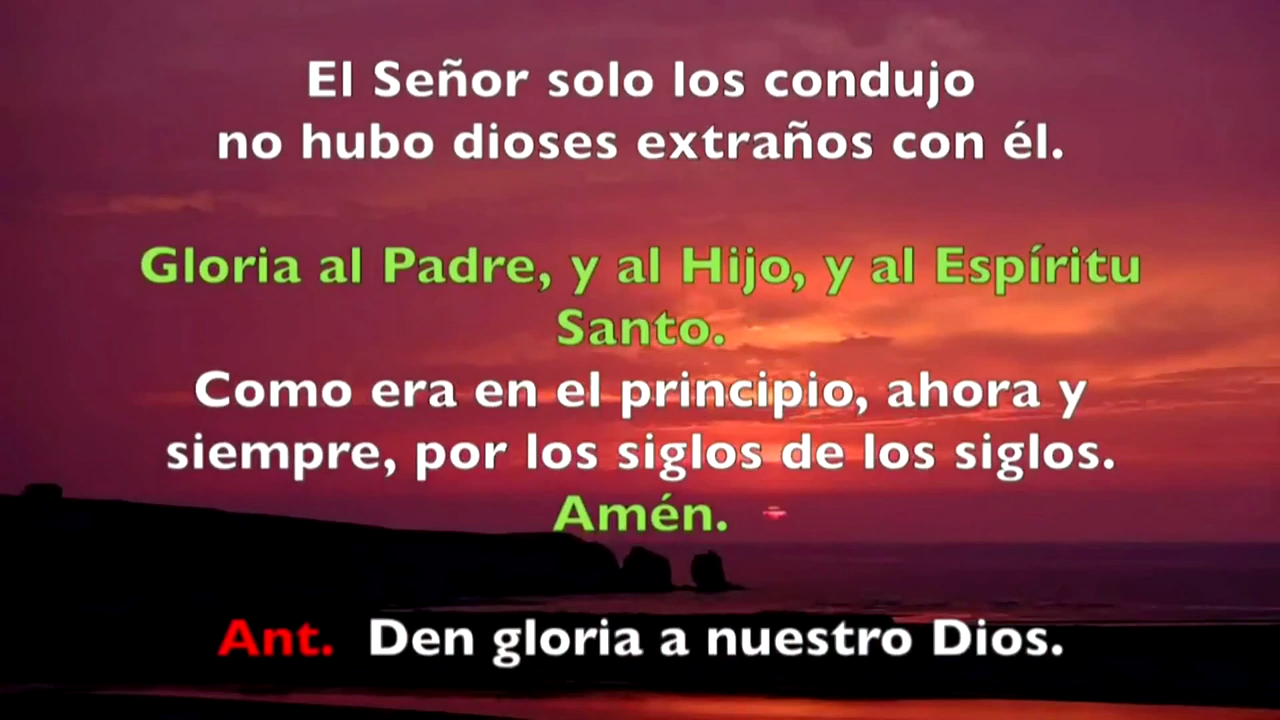 El Señor solo los condujo
no hubo dioses extraños con él.
Gloria al Padre, y al Hijo, y al Espíritu
Santo.
Como era en el principio, ahora y
siempre, por los siglos de los siglos.
Amén.
Ant. Den gloria a nuestro Dios.